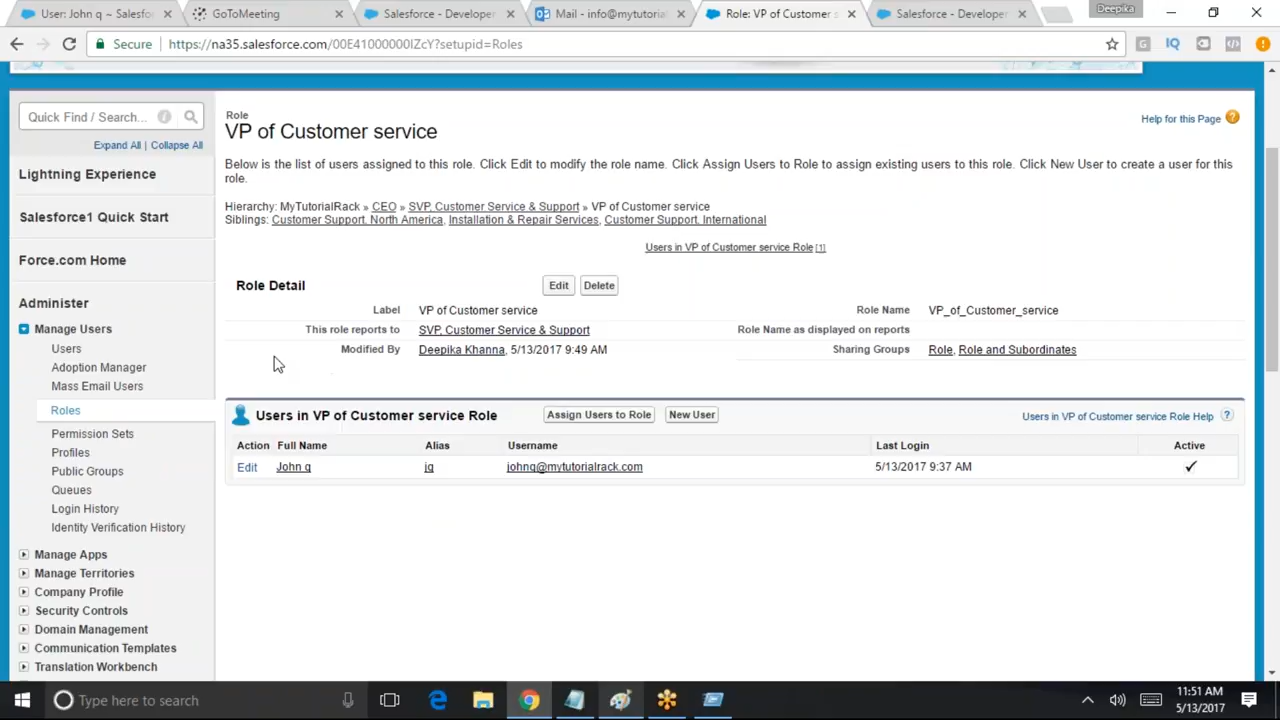 User: John q ~ Salesfo
GoToMeeting
Salesforce - Develope
Mail - info@mytutoria
Role: VP of Customer s
Salesforce - Develope
Deepika
Secure
https://na35.salesforce.com/00E41000000IZcY?setupid=Roles
Quick Find / Search...
Expand All | Collapse All
Lightning Experience
Salesforce1 Quick Start
Force.com Home
Administer
Manage Users
Users
Adoption Manager
Mass Email Users
Roles
Permission Sets
Profiles
Public Groups
Queues
Login History
Identity Verification History
Manage Apps
Manage Territories
Company Profile
Security Controls
Domain Management
Communication Templates
Translation Workbench
Role
VP of Customer service
Help for this Page
Below is the list of users assigned to this role. Click Edit to modify the role name. Click Assign Users to Role to assign existing users to this role. Click New User to create a user for this
role.
Hierarchy: MyTutorialRack » CEO » SVP, Customer Service & Support » VP of Customer service
Siblings: Customer Support, North America, Installation & Repair Services, Customer Support, International
Users in VP of Customer service Role [1]
Role Detail
Edit
Delete
Label VP of Customer service
Role Name VP_of_Customer_service
This role reports to SVP, Customer Service & Support
Role Name as displayed on reports
Modified By Deepika Khanna, 5/13/2017 9:49 AM
Sharing Groups Role, Role and Subordinates
Users in VP of Customer service Role
Assign Users to Role
New User
Users in VP of Customer service Role Help ?
Action Full Name Alias Username Last Login Active
Edit John q jq johnq@mytutorialrack.com 5/13/2017 9:37 AM
Type here to search
11:51 AM
5/13/2017